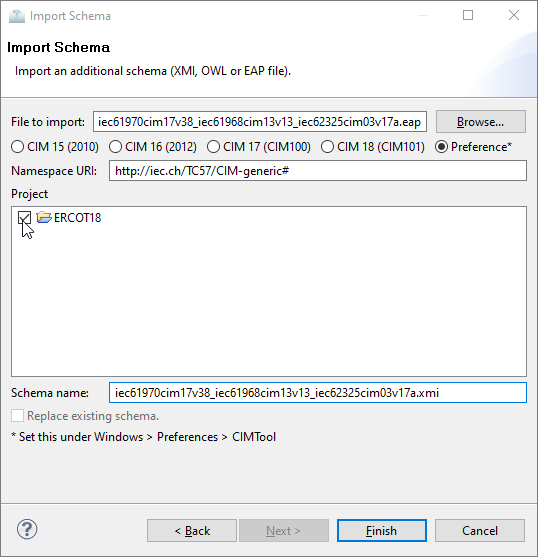 Import Schema
Import Schema
Import an additional schema (XMI, OWL or EAP file).
File to import: iec61970cim17v38_iec61968cim13v13_iec62325cim03v17a.eap Browse...
CIM 15 (2010) CIM 16 (2012) CIM 17 (CIM100) CIM 18 (CIM101) Preference*
Namespace URI: http://iec.ch/TC57/CIM-generic#
Project
ERCOT18
Schema name: iec61970cim17v38_iec61968cim13v13_iec62325cim03v17a.xmi
Replace existing schema.
* Set this under Windows > Preferences > CIMTool
? < Back Next > Finish Cancel